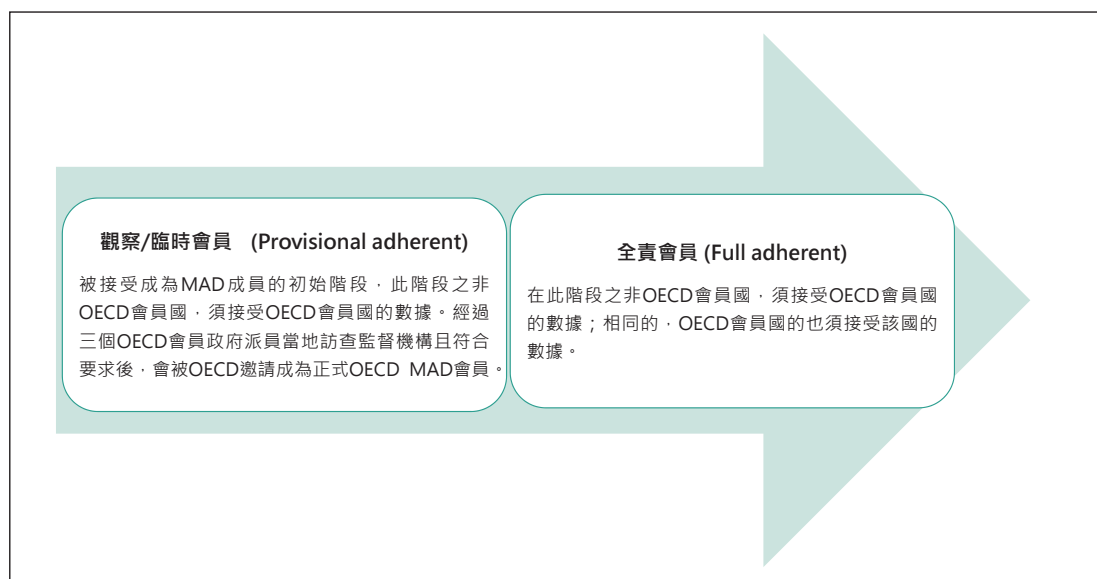 觀察/臨時會員 (Provisional adherent)
被接受成為MAD成員的初始階段，此階段之非
OECD會員國，須接受OECD會員國的數據。經過
三個OECD會員政府派員當地訪查監督機構且符合
要求後，會被OECD邀請成為正式OECD MAD會員。
全責會員 (Full adherent)
在此階段之非OECD會員國，須接受OECD會員國
的數據；相同的，OECD會員國的也須接受該國的
數據。